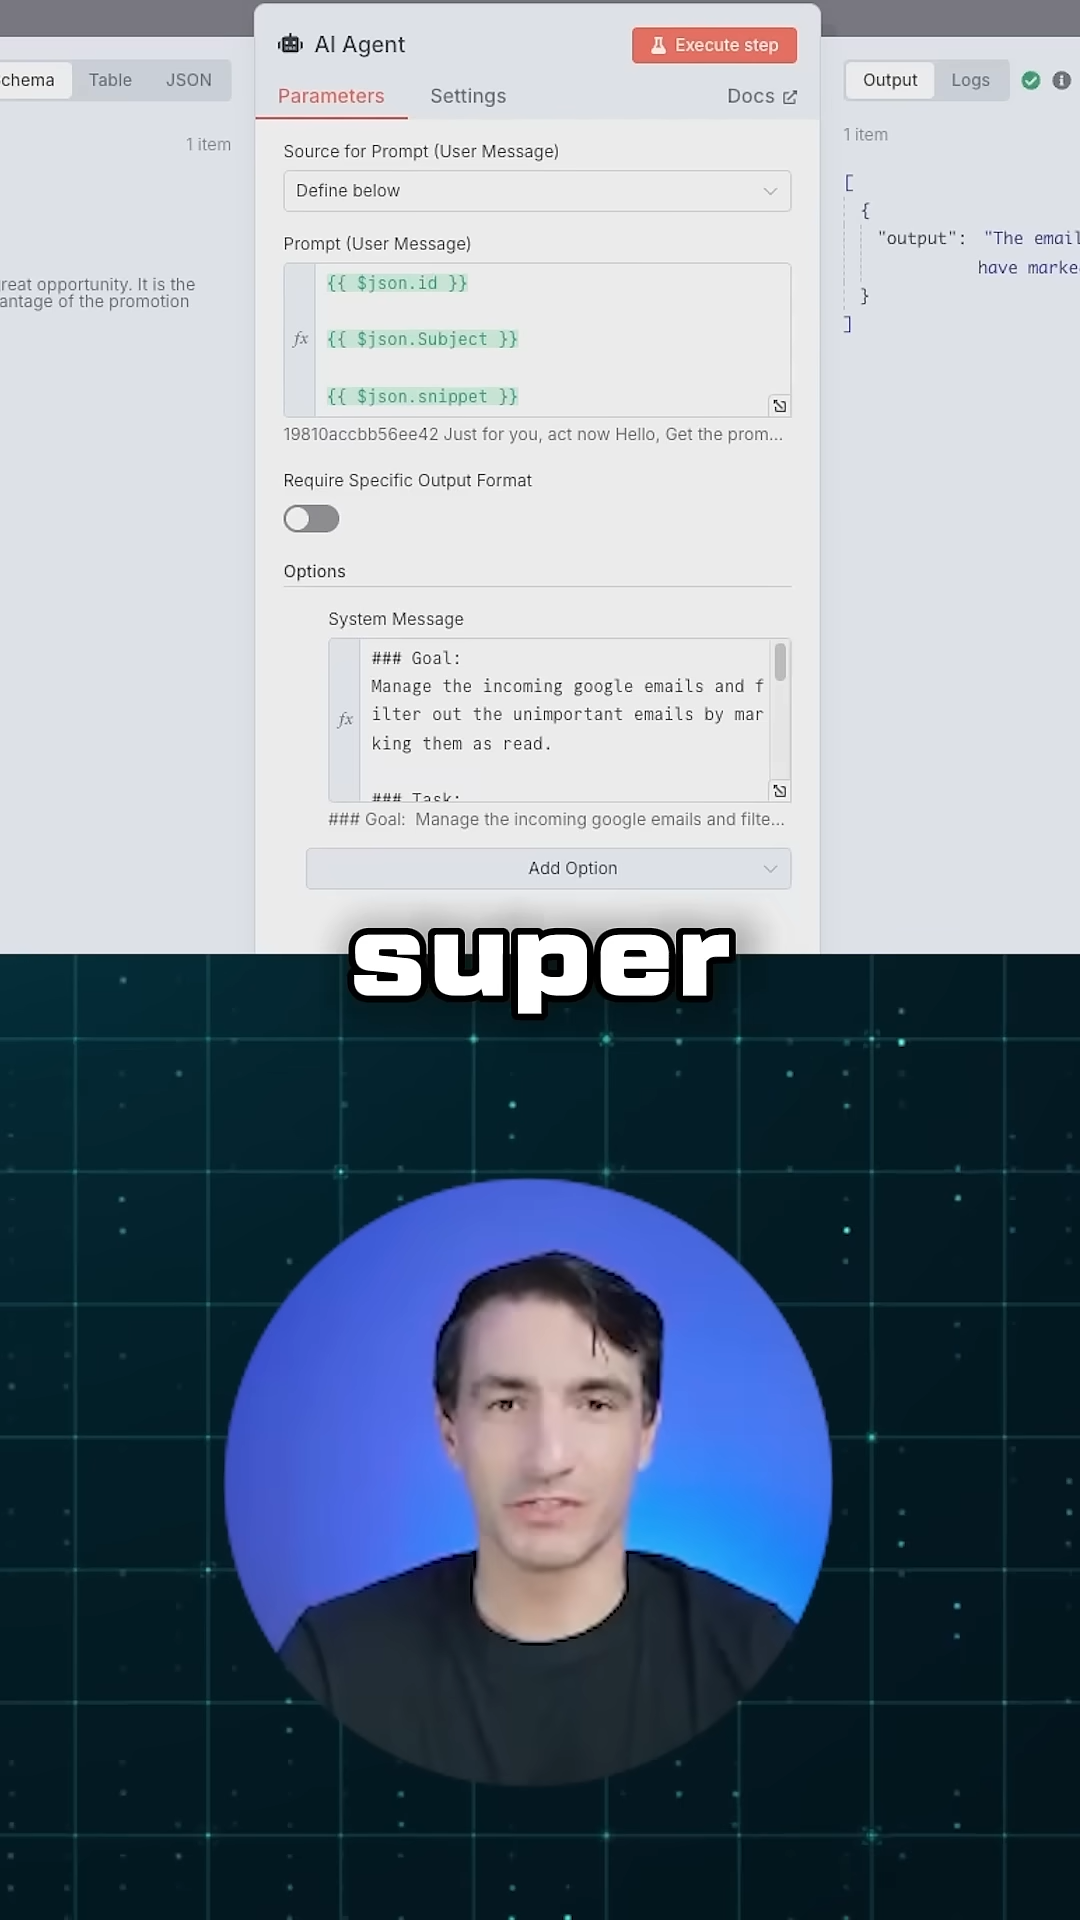 AI Agent
Execute step
Schema
Table
JSON
Parameters
Settings
Docs
Output
Logs
1 item
1 item
Source for Prompt (User Message)
Define below
Prompt (User Message)
fx
{{ $json.id }}
{{ $json.Subject }}
{{ $json.snippet }}
19810accbb56ee42 Just for you, act now Hello, Get the prom...
reat opportunity. It is the
antage of the promotion
[
{
"output": "The email
have marke
}
]
Require Specific Output Format
Options
System Message
fx
### Goal:
Manage the incoming google emails and f
ilter out the unimportant emails by mar
king them as read.
### Task:
### Goal: Manage the incoming google emails and filte...
Add Option
super